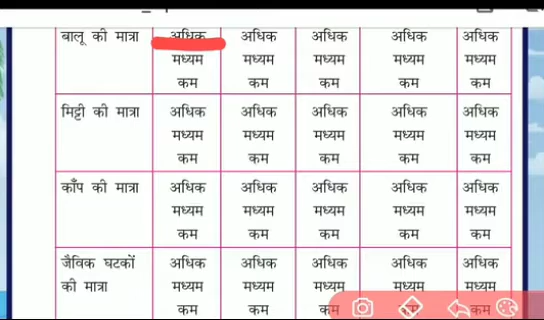 बालू की मात्रा अधिक अधिक अधिक अधिक अधिक
मध्यम मध्यम मध्यम मध्यम मध्यम
कम कम कम कम कम
मिट्टी की मात्रा अधिक अधिक अधिक अधिक अधिक
मध्यम मध्यम मध्यम मध्यम मध्यम
कम कम कम कम कम
काँप की मात्रा अधिक अधिक अधिक अधिक अधिक
मध्यम मध्यम मध्यम मध्यम मध्यम
कम कम कम कम कम
जैविक घटकों अधिक अधिक अधिक अधिक अधिक
की मात्रा मध्यम मध्यम मध्यम मध्यम मध्यम
कम कम कम कम कम